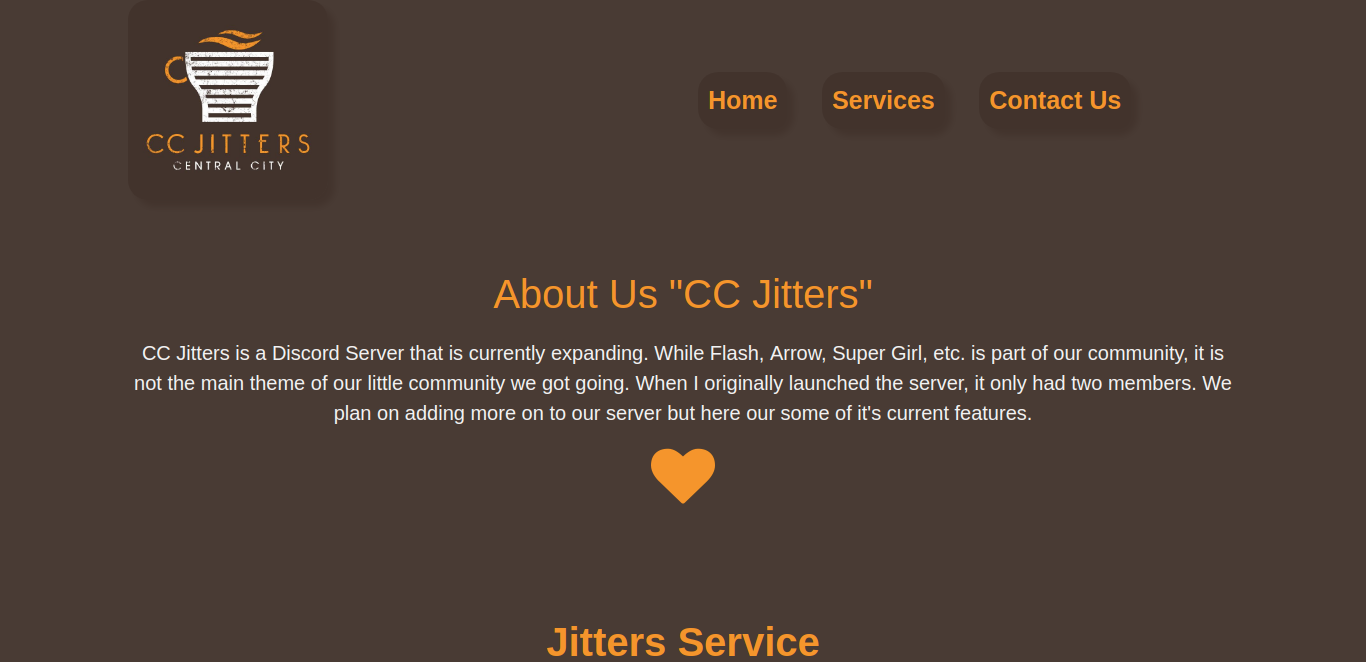 CC JITTERS
CENTRAL CITY
Home
Services
Contact Us
About Us "CC Jitters"
CC Jitters is a Discord Server that is currently expanding. While Flash, Arrow, Super Girl, etc. is part of our community, it is
not the main theme of our little community we got going. When I originally launched the server, it only had two members. We
plan on adding more on to our server but here our some of it's current features.
Jitters Service